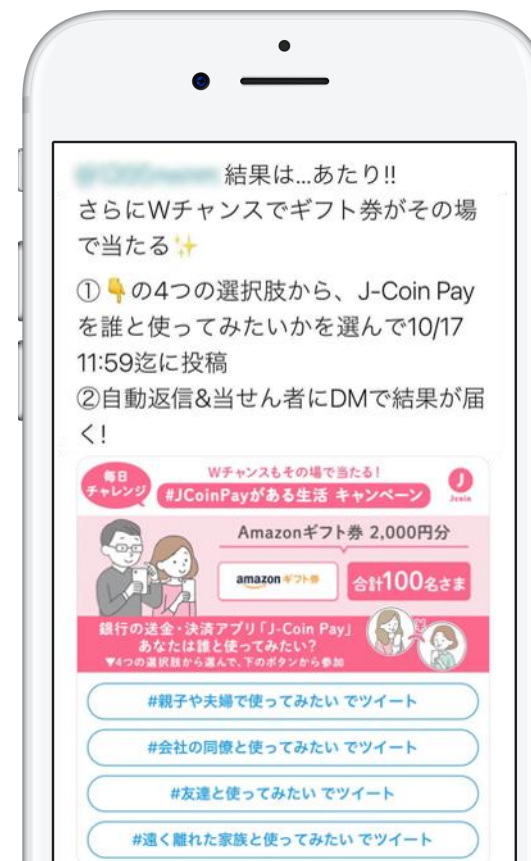 結果は...あたり!!
さらにWチャンスでギフト券がその場
で当たる✨
①👇の4つの選択肢から、J-Coin Pay
を誰と使ってみたいかを選んで10/17
11:59迄に投稿
②自動返信&当せん者にDMで結果が届
く!
毎日
チャレンジ
Wチャンスもその場で当たる!
#JCoinPayがある生活 キャンペーン
J
Jcoin
Amazonギフト券 2,000円分
amazon ギフト券
合計100名さま
銀行の送金・決済アプリ「J-Coin Pay」
あなたは誰と使ってみたい?
▼4つの選択肢から選んで、下のボタンから参加
¥
#親子や夫婦で使ってみたい でツイート
#会社の同僚と使ってみたい でツイート
#友達と使ってみたい でツイート
#遠く離れた家族と使ってみたい でツイート